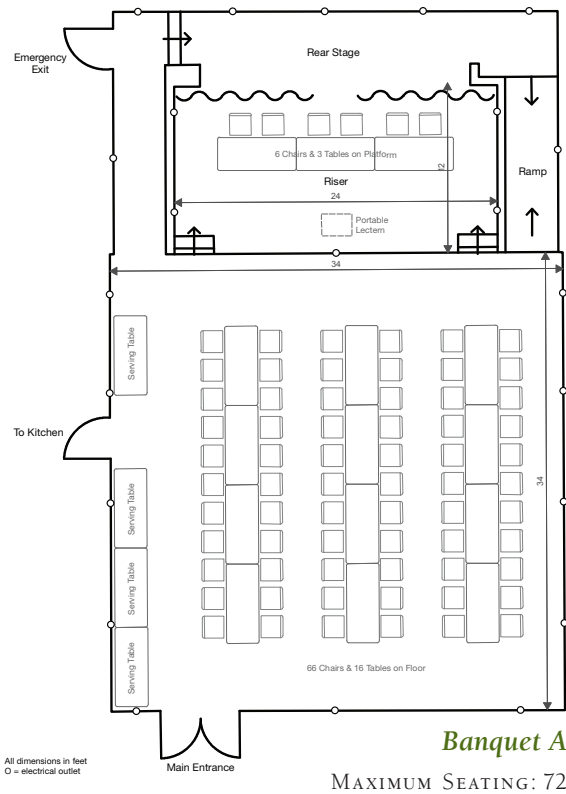 Emergency
Exit
Rear Stage
6 Chairs & 3 Tables on Platform
12
Ramp
Riser
24
Portable
Lectern
34
Serving Table
To Kitchen
34
Serving Table
Serving Table
Serving Table
66 Chairs & 16 Tables on Floor
Banquet A
All dimensions in feet
O = electrical outlet
Main Entrance
Maximum Seating: 72